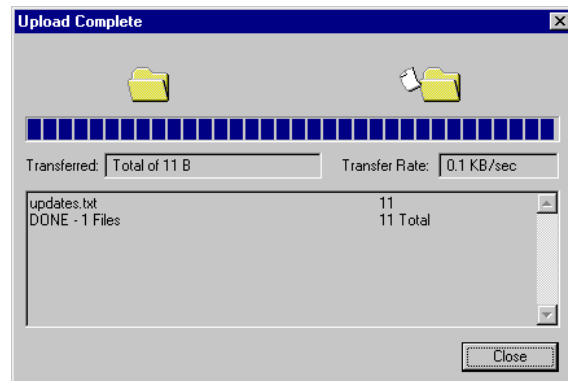 Upload Complete
Transferred: Total of 11 B Transfer Rate: 0.1 KB/sec
updates.txt 11
DONE - 1 Files 11 Total
Close